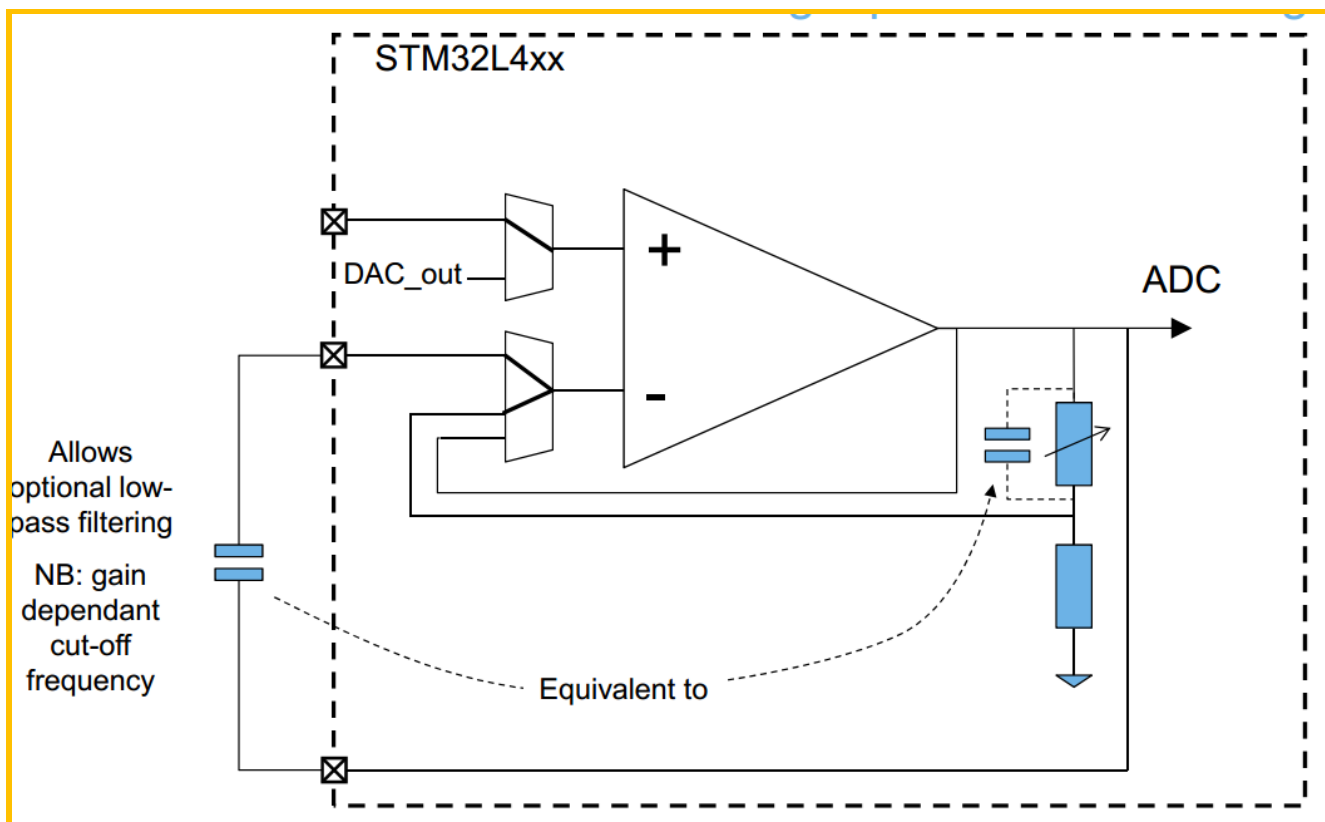 STM32L4xx
+
DAC_out
ADC
-
Allows
optional low-
pass filtering
NB: gain
dependant
cut-off
frequency
Equivalent to